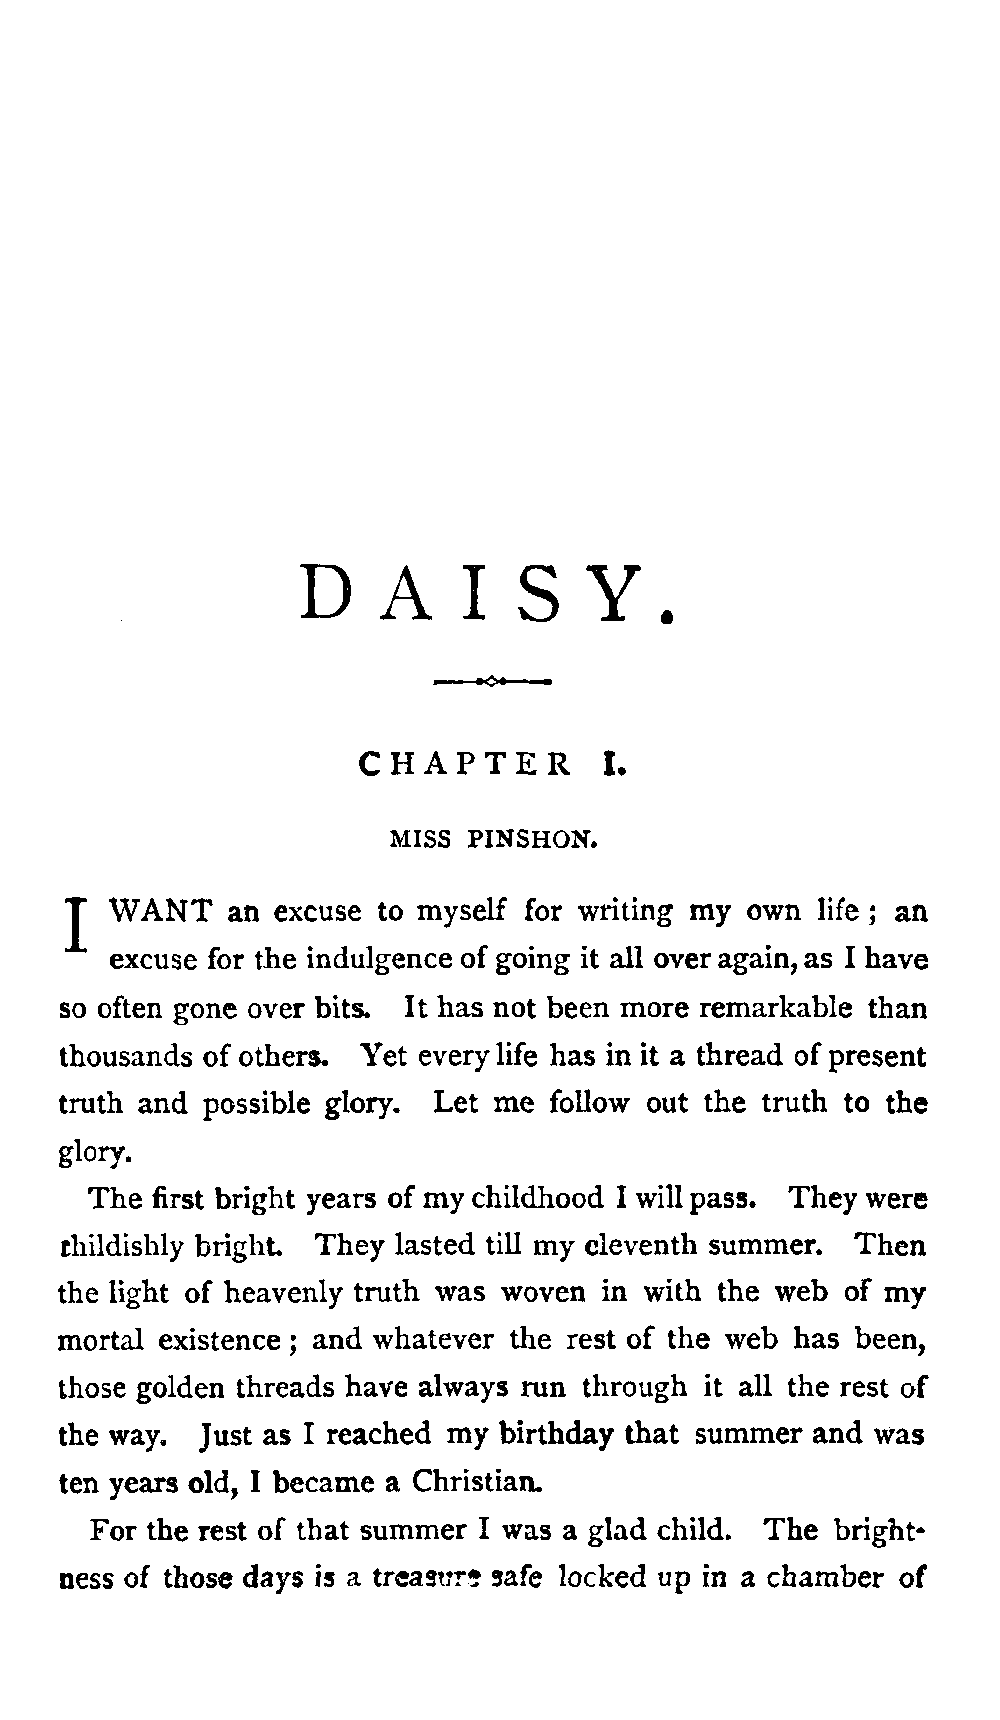 DAISY.
CHAPTER I.
MISS PINSHON.
I WANT an excuse to myself for writing my own life; an
excuse for the indulgence of going it all over again, as I have
so often gone over bits. It has not been more remarkable than
thousands of others. Yet every life has in it a thread of present
truth and possible glory. Let me follow out the truth to the
glory.
The first bright years of my childhood I will pass. They were
childishly bright. They lasted till my eleventh summer. Then
the light of heavenly truth was woven in with the web of my
mortal existence; and whatever the rest of the web has been,
those golden threads have always run through it all the rest of
the way. Just as I reached my birthday that summer and was
ten years old, I became a Christian.
For the rest of that summer I was a glad child. The bright-
ness of those days is a treasure safe locked up in a chamber of